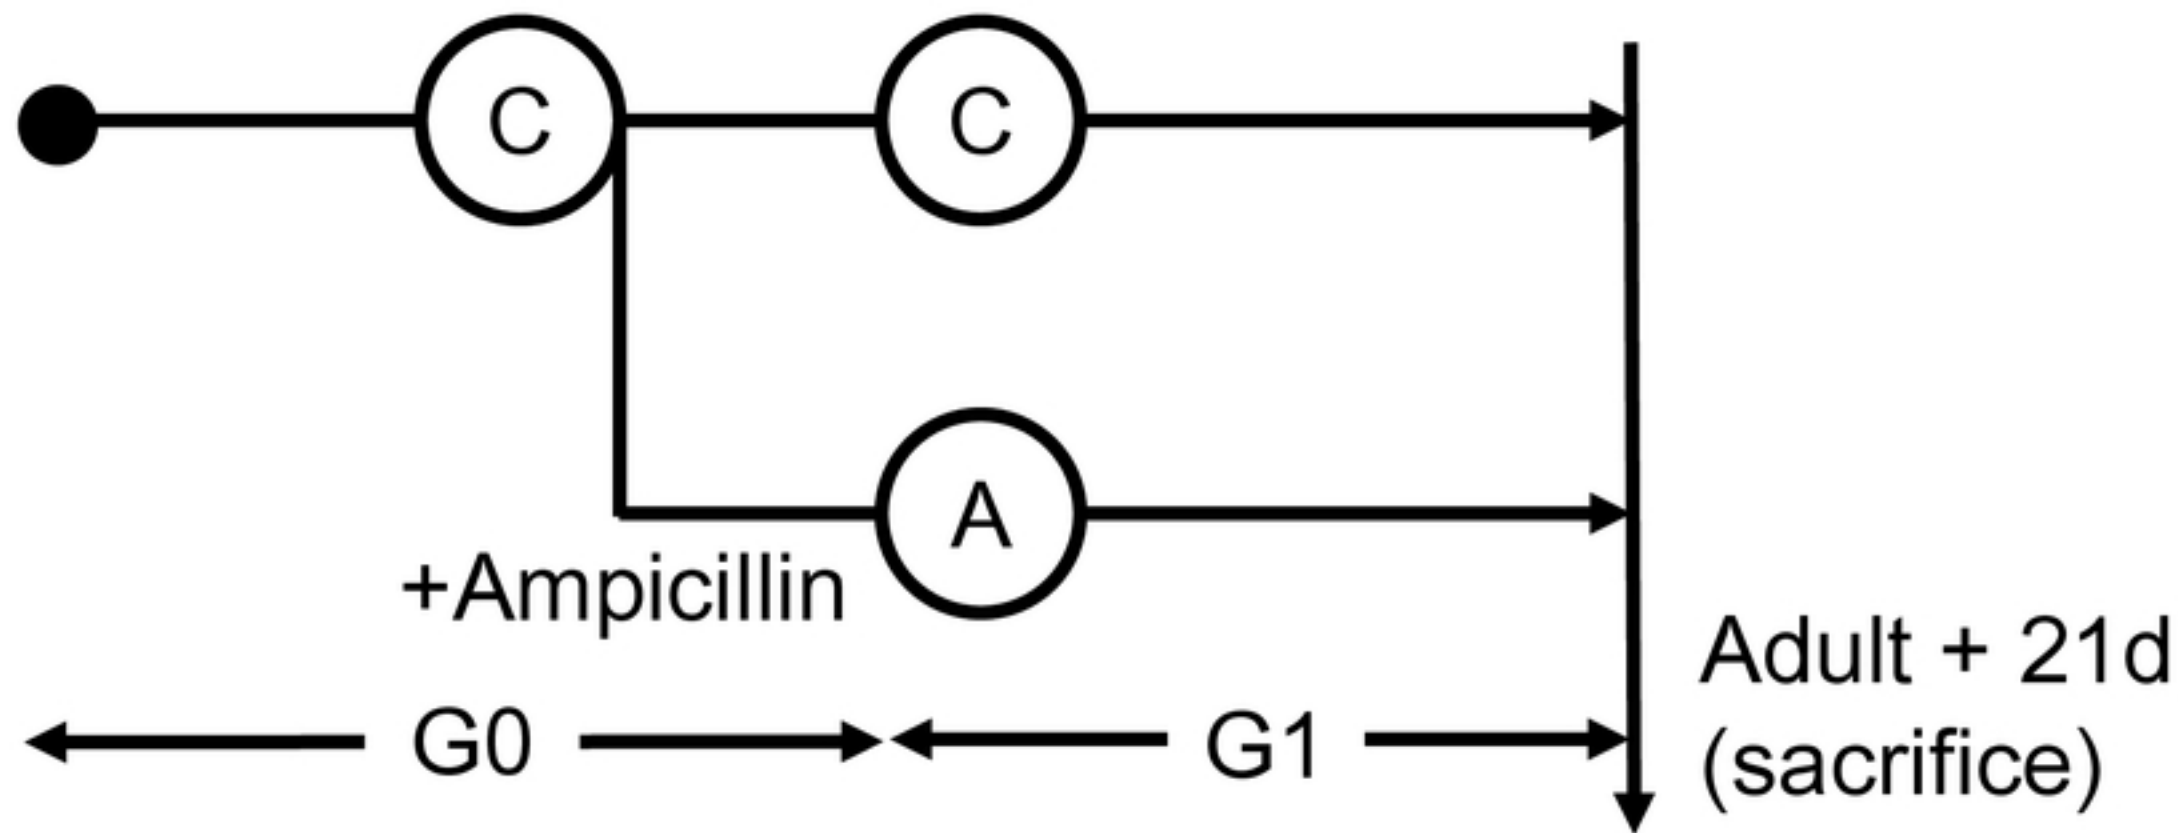 C
C
A
+Ampicillin
Adult + 21d
(sacrifice)
G0
G1